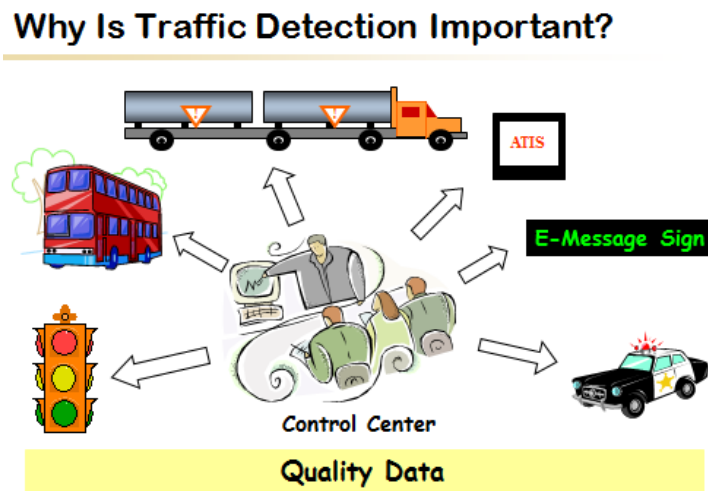 Why Is Traffic Detection Important?
ATIS
E-Message Sign
Control Center
Quality Data